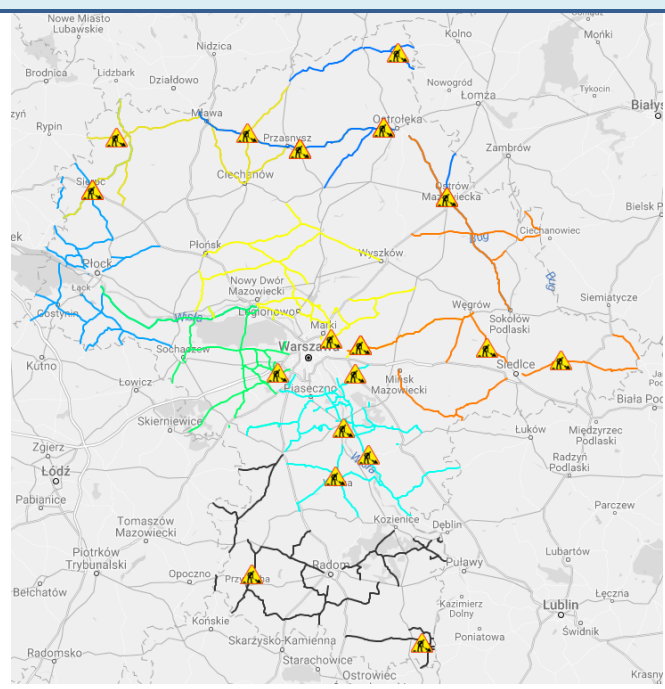 Nowe Miasto
Lubawskie
Nidzica
Kolno
Mońki
Brodnica
Lidzbark
Działdowo
Nowogród
Łomża
Tykocin
Rypin
Mława
Przasnysz
Ostrołęka
Zambrów
Sierpc
Ciechanów
Ostrów
Mazowiecka
Ciechanowiec
Bielsk P
Płońsk
Bug
Wyszków
Płock
Łąck
Nowy Dwór
Mazowiecki
Bug
Siemiatycze
Gostynin
Wisła
Legionowo
Węgrów
Sokołów
Podlaski
Marki
Sochaczew
Warszawa
Kutno
Siedlce
Łowicz
Piaseczno
Mińsk
Mazowiecki
Biała Po
Skierniewice
Łuków
Międzyrzec
Podlaski
Zgierz
Wisła
Radzyń
Podlaski
Łódź
Pabianice
Kozienice
Dęblin
Parczew
Tomaszów
Mazowiecki
Piotrków
Trybunalski
Opoczno
Radom
Puławy
Lubartów
Bełchatów
Kazimierz
Dolny
Lublin
Łęczna
Końskie
Poniatowa
Świdnik
Radomsko
Skarżysko-Kamienna
Starachowice
Ostrowiec
Krasny